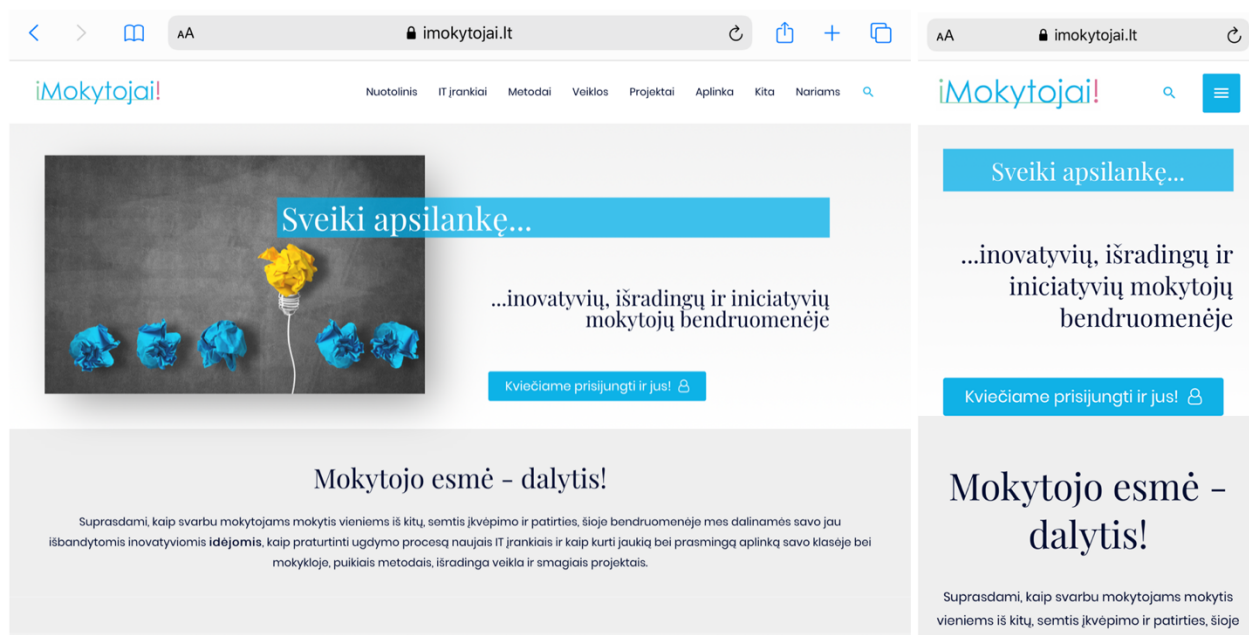 AA imokytojai.lt
iMokytojai!
Nuotolinis IT įrankiai Metodai Veiklos Projektai Aplinka Kita Nariams
Sveiki apsilankę...
...inovatyvių, išradingų ir iniciatyvių
mokytojų bendruomenėje
Kviečiame prisijungti ir jus!
Mokytojo esmė - dalytis!
Suprasdami, kaip svarbu mokytojams mokytis vieniems iš kitų, semtis įkvėpimo ir patirties, šioje bendruomenėje mes dalinamės savo jau
išbandytomis inovatyviomis idėjomis, kaip praturtinti ugdymo procesą naujais IT įrankiais ir kaip kurti jaukią bei prasmingą aplinką savo klasėje bei
mokykloje, puikiais metodais, išradinga veikla ir smagiais projektais.
AA imokytojai.lt
iMokytojai!
Sveiki apsilankę...
...inovatyvių, išradingų ir
iniciatyvių mokytojų
bendruomenėje
Kviečiame prisijungti ir jus!
Mokytojo esmė -
dalytis!
Suprasdami, kaip svarbu mokytojams mokytis
vieniems iš kitų, semtis įkvėpimo ir patirties, šioje